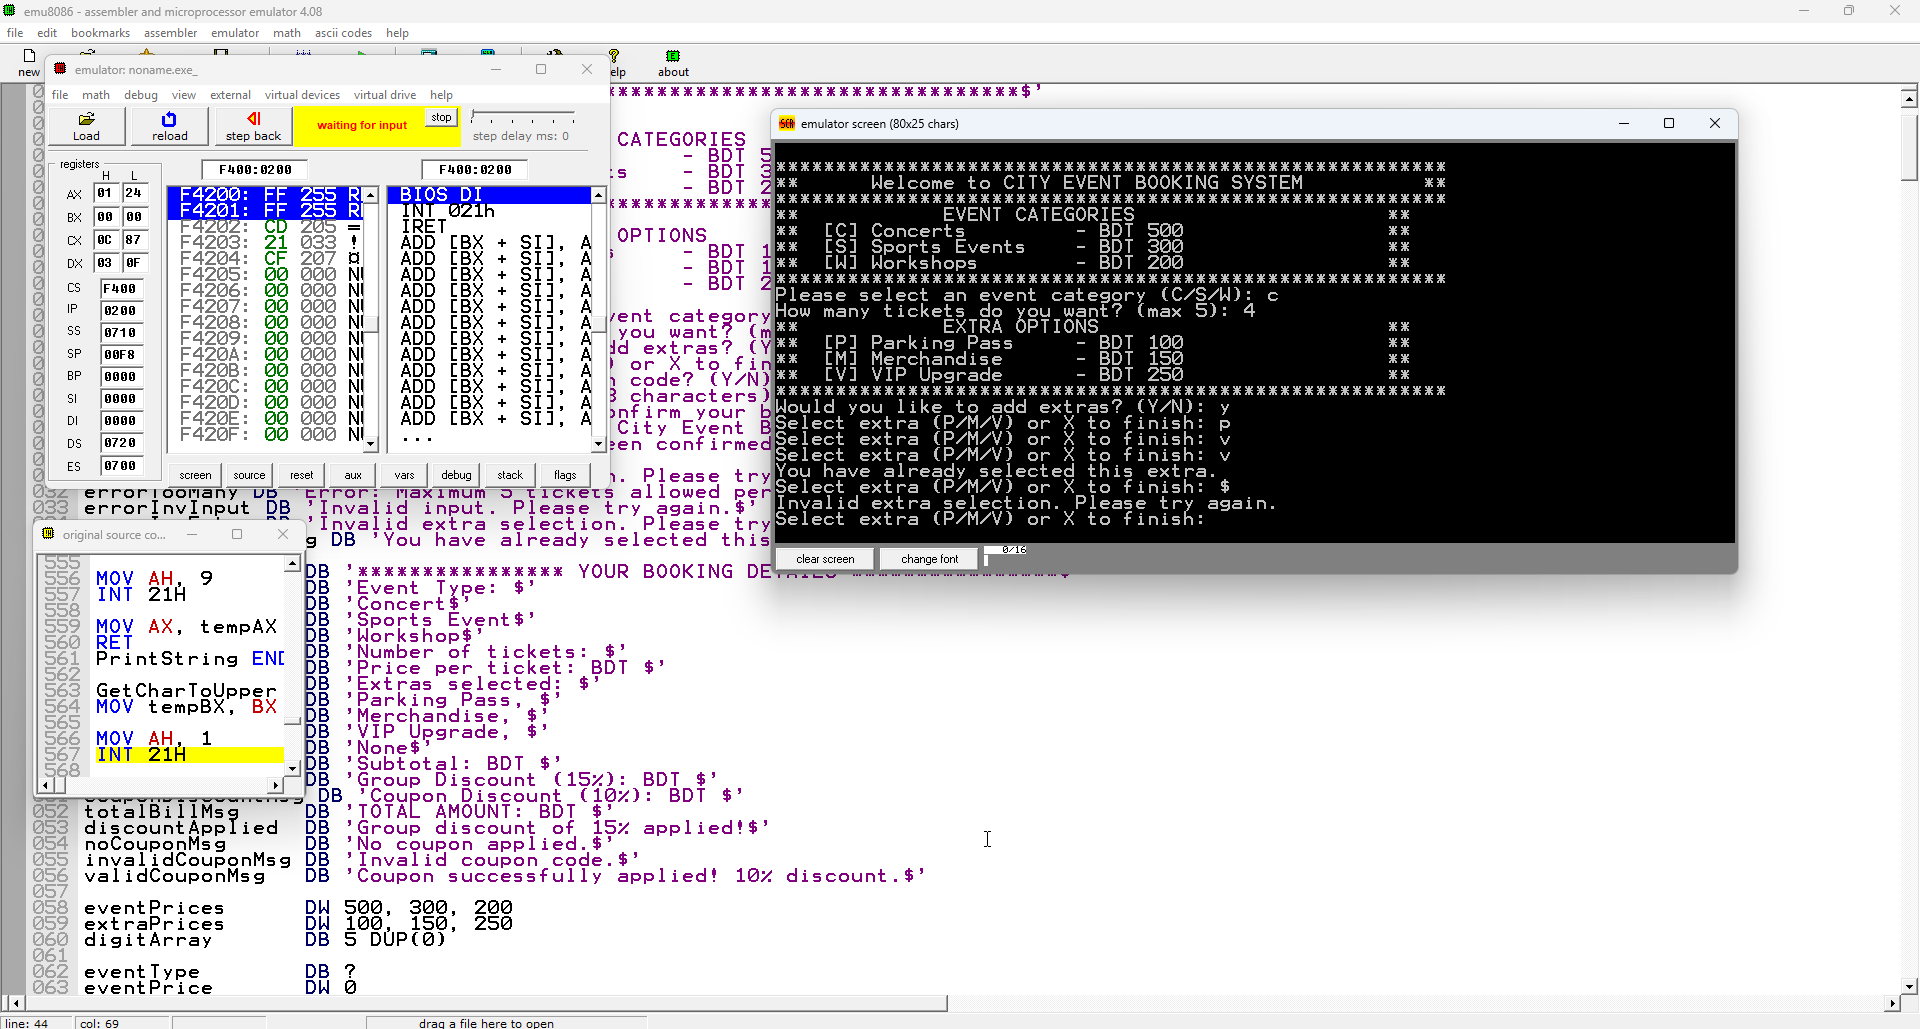 emu8086 - assembler and microprocessor emulator 4.08
file edit bookmarks assembler emulator math ascii codes help
new
about
emulator: noname.exe_
file math debug view external virtual devices virtual drive help
Load reload step back waiting for input stop step delay ms: 0
registers
H L
AX 01 24
BX 00 00
CX 0C 87
DX 03 0F
CS F400
IP 0200
SS 0710
SP 00F8
BP 0000
SI 0000
DI 0000
DS 0720
ES 0700
F400:0200 F400:0200
F4200: FF 255 BIOS DI
F4201: FF 255 INT 021h
F4202: CD 205 = IRET
F4203: 21 033 ! ADD [BX + SI], A
F4204: CF 207 ¤ ADD [BX + SI], A
F4205: 00 000 ADD [BX + SI], A
F4206: 00 000 ADD [BX + SI], A
F4207: 00 000 ADD [BX + SI], A
F4208: 00 000 ADD [BX + SI], A
F4209: 00 000 ADD [BX + SI], A
F420A: 00 000 ADD [BX + SI], A
F420B: 00 000 ADD [BX + SI], A
F420C: 00 000 ADD [BX + SI], A
F420D: 00 000 ADD [BX + SI], A
F420E: 00 000 ADD [BX + SI], A
F420F: 00 000 ...
screen source reset aux vars debug stack flags
CATEGORIES
- BDT
- BDT
- BDT
OPTIONS
- BDT
- BDT
- BDT
event category
you want?
extras?
or X to
code? (Y/N)
characters)
confirm your
City Event
confirmed
emulator screen (80x25 chars)
********************************************************
** Welcome to CITY EVENT BOOKING SYSTEM **
********************************************************
** EVENT CATEGORIES **
** [C] Concerts - BDT 500 **
** [S] Sports Events - BDT 300 **
** [W] Workshops - BDT 200 **
********************************************************
Please select an event category (C/S/W): c
How many tickets do you want? (max 5): 4
** EXTRA OPTIONS **
** [P] Parking Pass - BDT 100 **
** [M] Merchandise - BDT 150 **
** [V] VIP Upgrade - BDT 250 **
********************************************************
Would you like to add extras? (Y/N): y
Select extra (P/M/V) or X to finish: p
Select extra (P/M/V) or X to finish: v
Select extra (P/M/V) or X to finish: v
You have already selected this extra.
Select extra (P/M/V) or X to finish: $
Invalid extra selection. Please try again.
Select extra (P/M/V) or X to finish:
clear screen change font 0/16
Please try
032 errorTooMany DB 'Error: Maximum 5 tickets allowed per
033 errorInvInput DB 'Invalid input. Please try again.$'
'Invalid extra selection. Please try
DB 'You have already selected this
original source co...
555
556 MOV AH, 9
557 INT 21H
558
559 MOV AX, tempAX
560 RET
561 PrintString
562
563 GetCharToUpper
564 MOV tempBX, BX
565
566 MOV AH, 1
567 INT 21H
568
DB '**************** YOUR BOOKING DETAILS
DB 'Event Type: $'
DB 'Concert$'
DB 'Sports Event$'
DB 'Workshop$'
DB 'Number of tickets: $'
DB 'Price per ticket: BDT $'
DB 'Extras selected: $'
DB 'Parking Pass, $'
DB 'Merchandise, $'
DB 'VIP Upgrade, $'
DB 'None$'
DB 'Subtotal: BDT $'
DB 'Group Discount (15%): BDT $'
DB 'Coupon Discount (10%): BDT $'
052 totalBillMsg DB 'TOTAL AMOUNT: BDT $'
053 discountApplied DB 'Group discount of 15% applied!$'
054 noCouponMsg DB 'No coupon applied.$'
055 invalidCouponMsg DB 'Invalid coupon code.$'
056 validCouponMsg DB 'Coupon successfully applied! 10% discount.$'
057
058 eventPrices DW 500, 300, 200
059 extraPrices DW 100, 150, 250
060 digitArray DB 5 DUP(0)
061
062 eventType DB ?
063 eventPrice DW 0
line: 44 col: 69 drag a file here to open